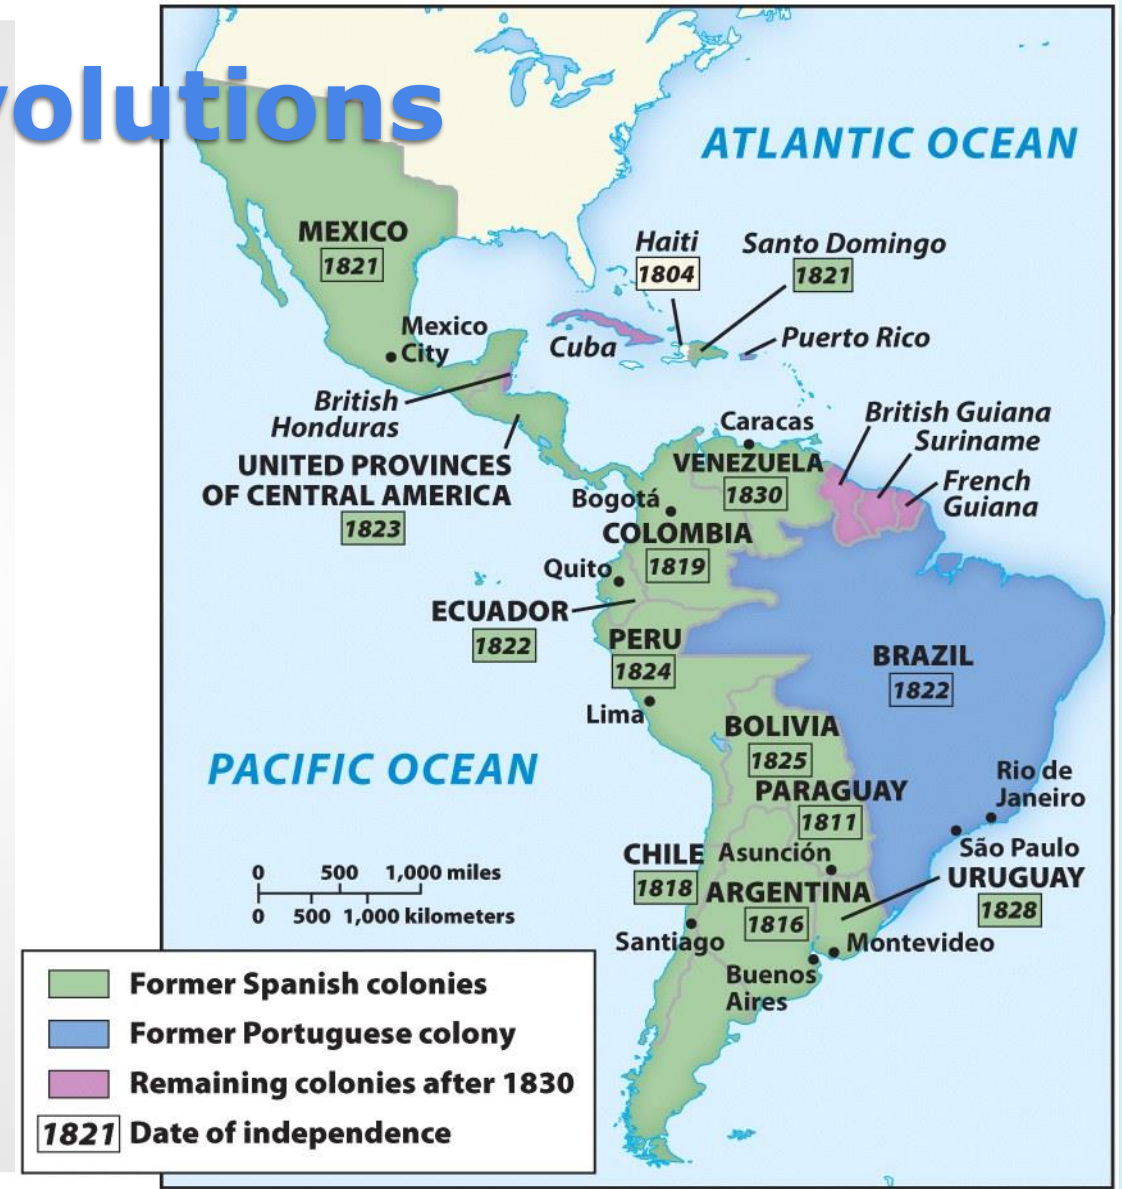 volutions
ATLANTIC OCEAN
MEXICO
1821
Haiti
1804
Santo Domingo
1821
Mexico
City
Cuba
Puerto Rico
British
Honduras
UNITED PROVINCES
OF CENTRAL AMERICA
1823
Caracas
VENEZUELA
1830
British Guiana
Suriname
French
Guiana
Bogotá
COLOMBIA
1819
Quito
ECUADOR
1822
PERU
1824
Lima
BRAZIL
1822
BOLIVIA
1825
PACIFIC OCEAN
PARAGUAY
1811
Rio de
Janeiro
São Paulo
CHILE
1818
Asunción
ARGENTINA
1816
URUGUAY
1828
Santiago
Montevideo
Buenos
Aires
0 500 1,000 miles
0 500 1,000 kilometers
Former Spanish colonies
Former Portuguese colony
Remaining colonies after 1830
1821 Date of independence